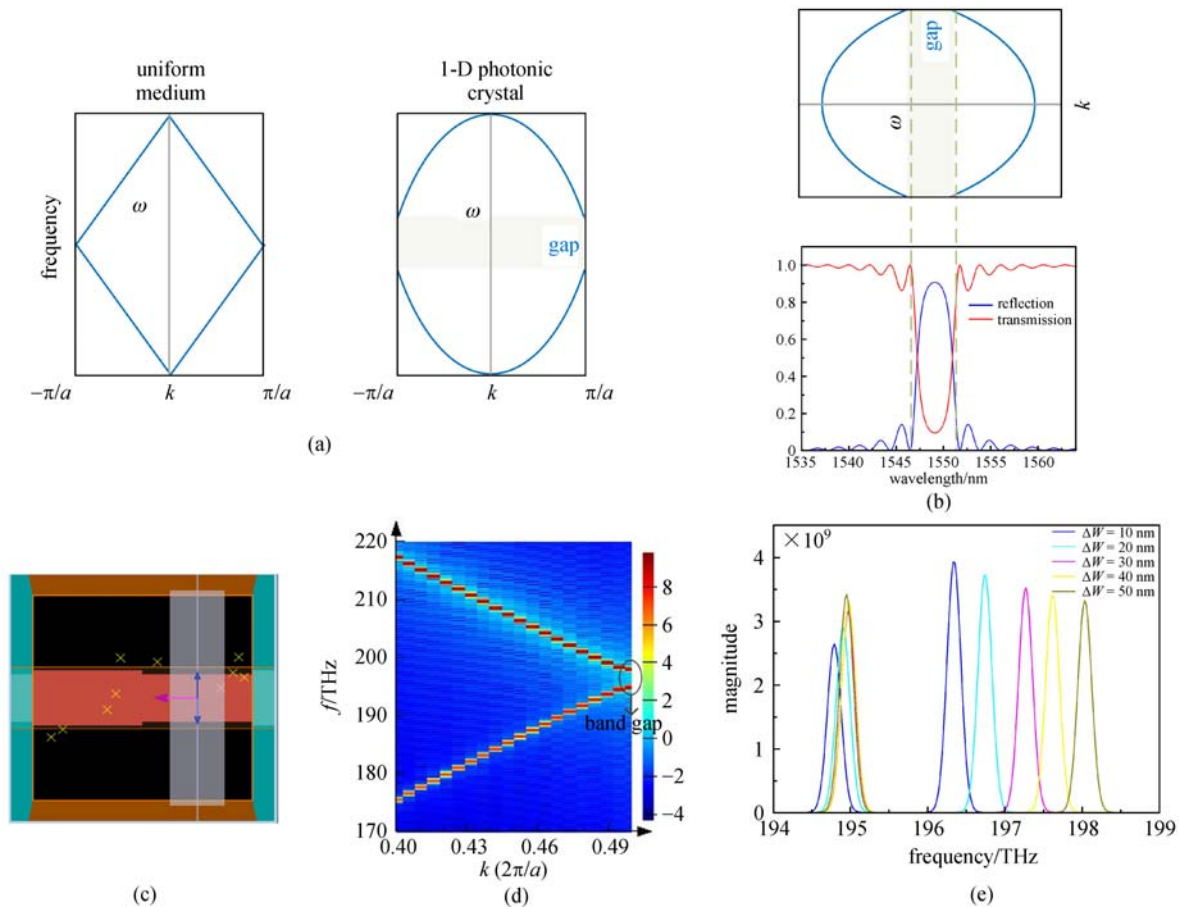 uniform
medium
1-D photonic
crystal
frequency
ω
ω
gap
−π/a
k
π/a
−π/a
k
π/a
(a)
gap
ω
k
1.0
0.8
0.6
0.4
0.2
0
reflection
transmission
1535
1540
1545
1550
1555
1560
wavelength/nm
(b)
(c)
220
210
200
190
180
170
f/THz
band gap
8
6
4
2
0
−2
−4
0.40
0.43
0.46
0.49
k (2π/a)
(d)
×10⁹
4
3
2
1
0
magnitude
ΔW = 10 nm
ΔW = 20 nm
ΔW = 30 nm
ΔW = 40 nm
ΔW = 50 nm
194
195
196
197
198
199
frequency/THz
(e)